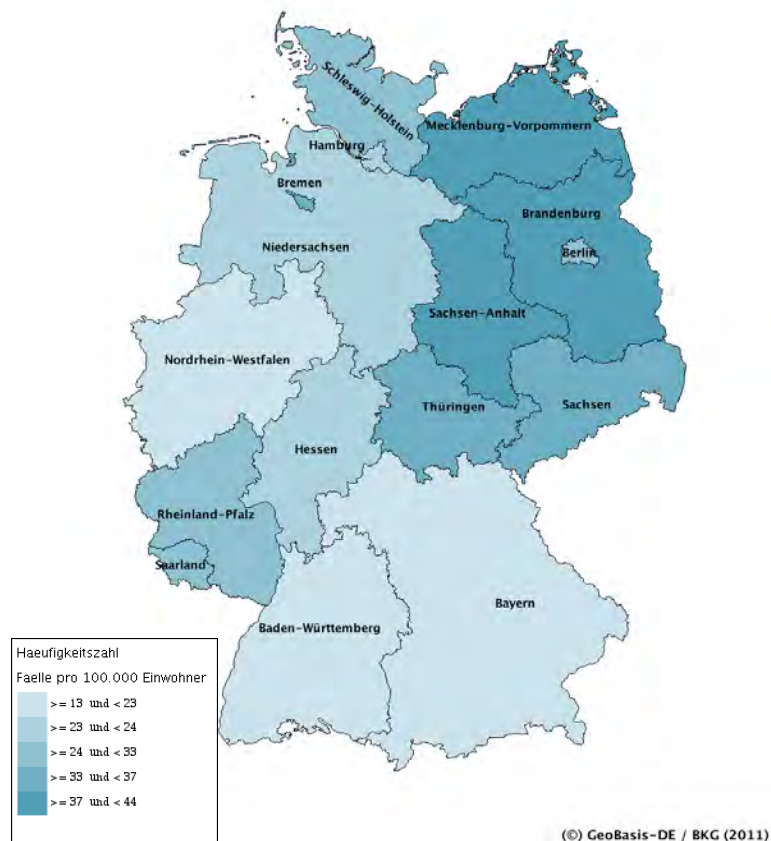 Schleswig-Holstein
Mecklenburg-Vorpommern
Hamburg
Bremen
Brandenburg
Niedersachsen
Berlin
Sachsen-Anhalt
Nordrhein-Westfalen
Thüringen
Sachsen
Hessen
Rheinland-Pfalz
Saarland
Bayern
Baden-Württemberg
Haeufigkeitszahl
Faelle pro 100.000 Einwohner
>= 13 und < 23
>= 23 und < 24
>= 24 und < 33
>= 33 und < 37
>= 37 und < 44
(©) GeoBasis-DE / BKG (2011)